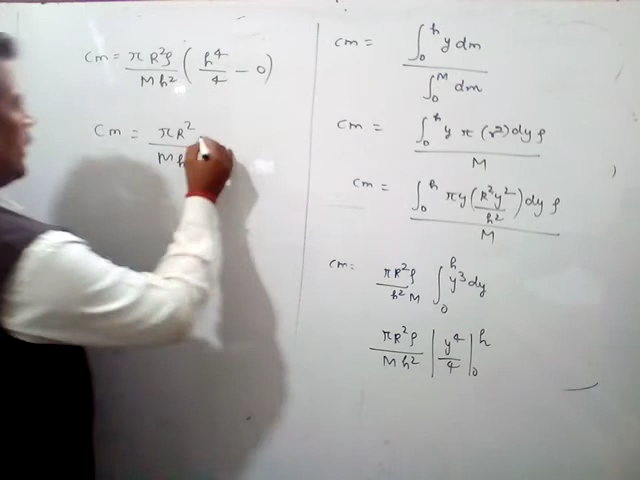 Cm = πR²ρ/Mh² ( h⁴/4 − 0 )
Cm = πR²/Mh
Cm = ∫₀ʰ y dm / ∫₀ᴹ dm
Cm = ∫₀ʰ y π (r²) dy ρ / M
Cm = ∫₀ʰ πy ( R²y²/h² ) dy ρ / M
Cm = πR²ρ/h²M ∫₀ʰ y³ dy
πR²ρ/Mh² | y⁴/4 |₀ʰ